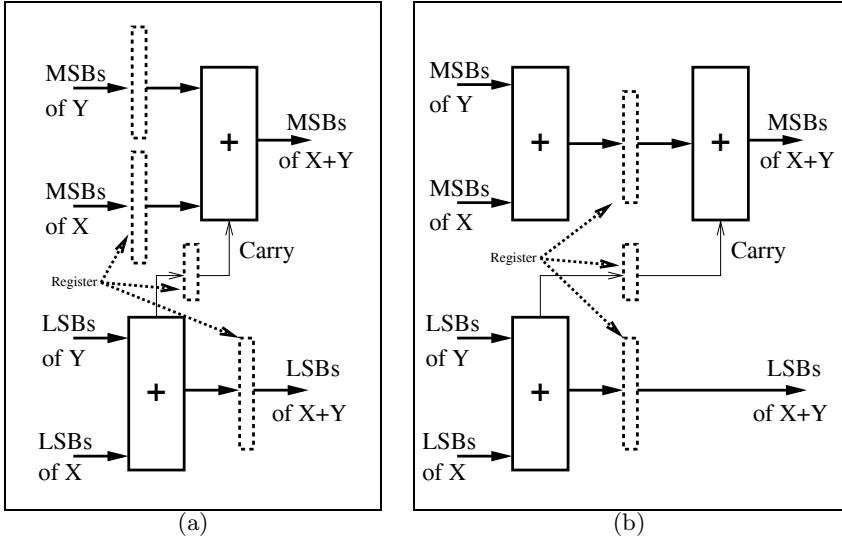 MSBs
of Y
+
MSBs
of X+Y
MSBs
of X
Carry
Register
LSBs
of Y
+
LSBs
of X+Y
LSBs
of X
(a)
MSBs
of Y
+
+
MSBs
of X+Y
MSBs
of X
Carry
Register
LSBs
of Y
+
LSBs
of X+Y
LSBs
of X
(b)